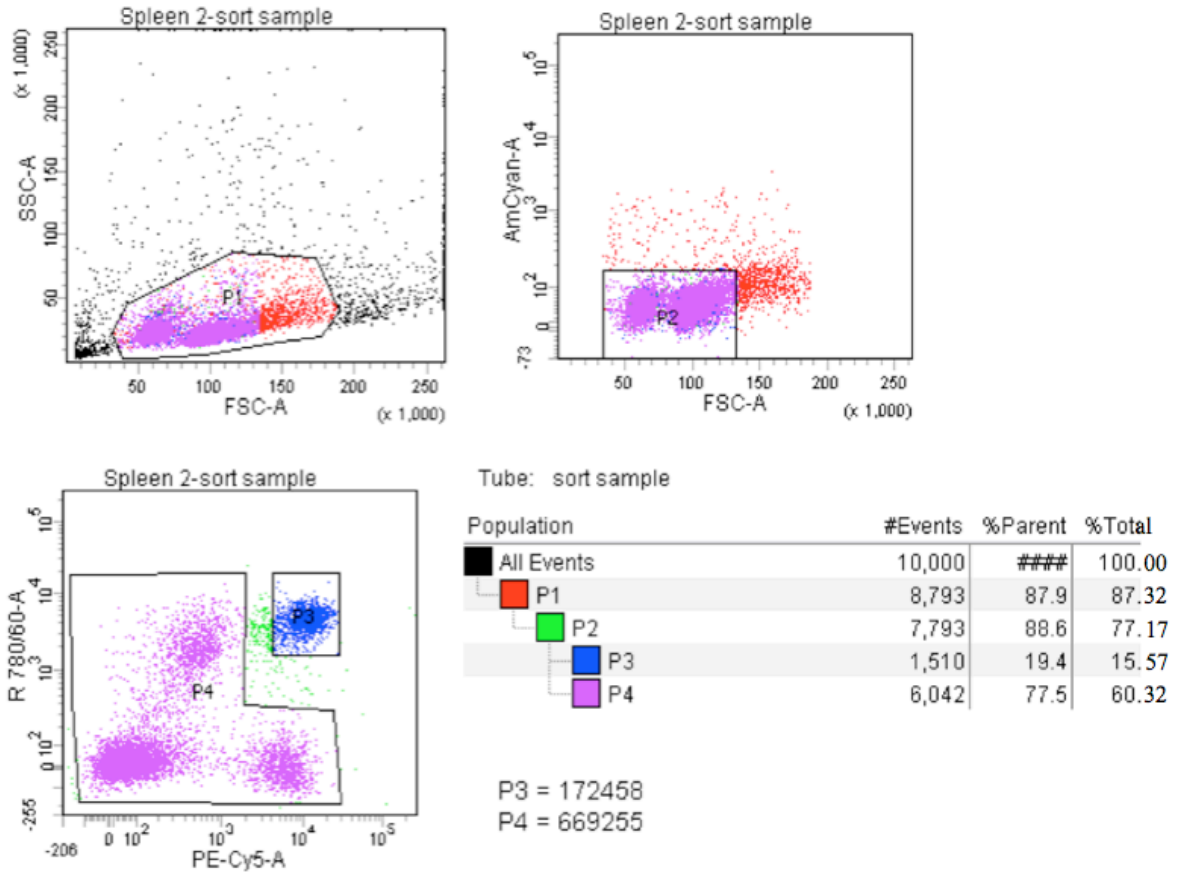 Spleen 2-sort sample
(x 1,000)
SSC-A
250
200
150
100
50
P1
50 100 150 200 250
FSC-A
(x 1,000)
Spleen 2-sort sample
AmCyan-A
10^5
10^4
10^3
10^2
0
-73
P2
50 100 150 200 250
FSC-A
(x 1,000)
Spleen 2-sort sample
R 780/60-A
10^5
10^4
10^3
10^2
0
-255
P3
P4
-206 0 10^2 10^3 10^4 10^5
PE-Cy5-A
Tube: sort sample
Population #Events %Parent %Total
All Events 10,000 #### 100.00
P1 8,793 87.9 87.32
P2 7,793 88.6 77.17
P3 1,510 19.4 15.57
P4 6,042 77.5 60.32
P3 = 172458
P4 = 669255